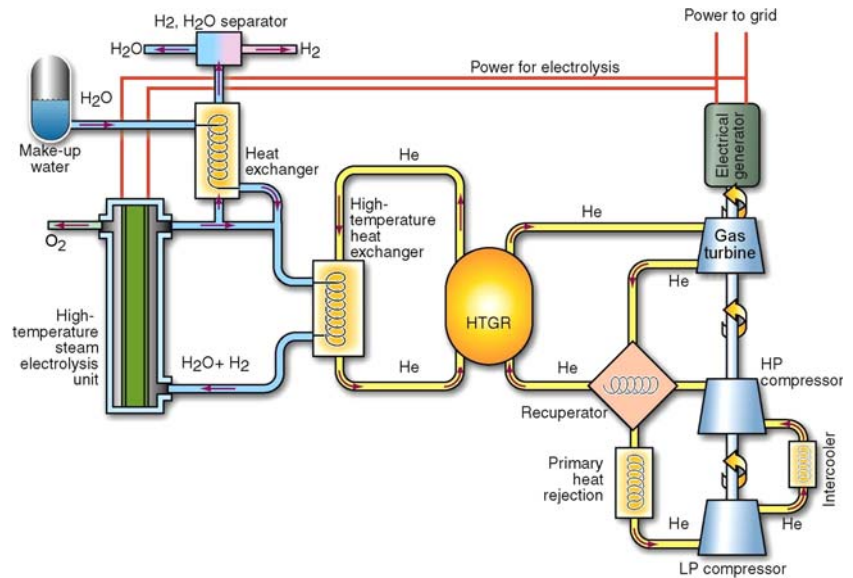 H2, H2O separator
Power to grid
H2O
H2
Power for electrolysis
H2O
Make-up
water
Heat
exchanger
Electrical
generator
He
High-
temperature
heat
exchanger
He
O2
Gas
turbine
He
HTGR
High-
temperature
steam
electrolysis
unit
H2O+ H2
He
He
HP
compressor
Recuperator
Primary
heat
rejection
Intercooler
He
He
LP compressor